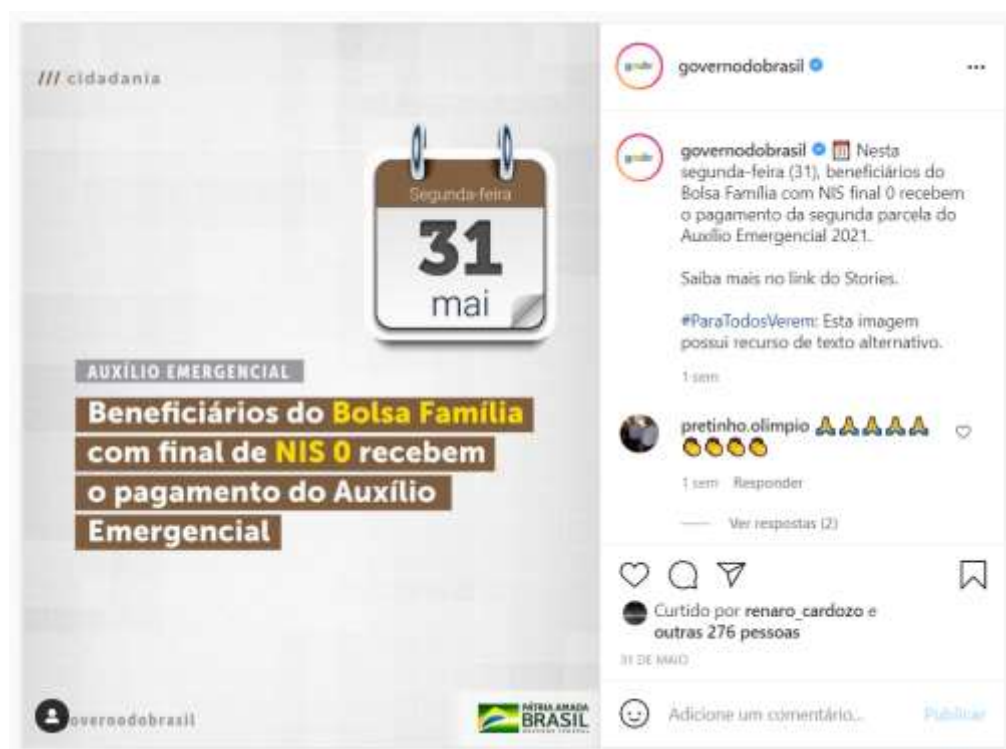 /// cidadania
Segunda-feira
31
mai
AUXÍLIO EMERGENCIAL
Beneficiários do Bolsa Família
com final de NIS 0 recebem
o pagamento do Auxílio
Emergencial
overnodobrasil
PÁTRIA AMADA
BRASIL
governodobrasil
governodobrasil Nesta
segunda-feira (31), beneficiários do
Bolsa Família com NIS final 0 recebem
o pagamento da segunda parcela do
Auxílio Emergencial 2021.
Saiba mais no link do Stories.
#ParaTodosVerem: Esta imagem
possui recurso de texto alternativo.
1 sem
pretinho.olimpio 🙏🙏🙏🙏🙏
👏👏👏👏
1 sem Responder
Ver respostas (2)
Curtido por renaro_cardozo e
outras 276 pessoas
31 DE MAIO
Adicione um comentário... Publicar